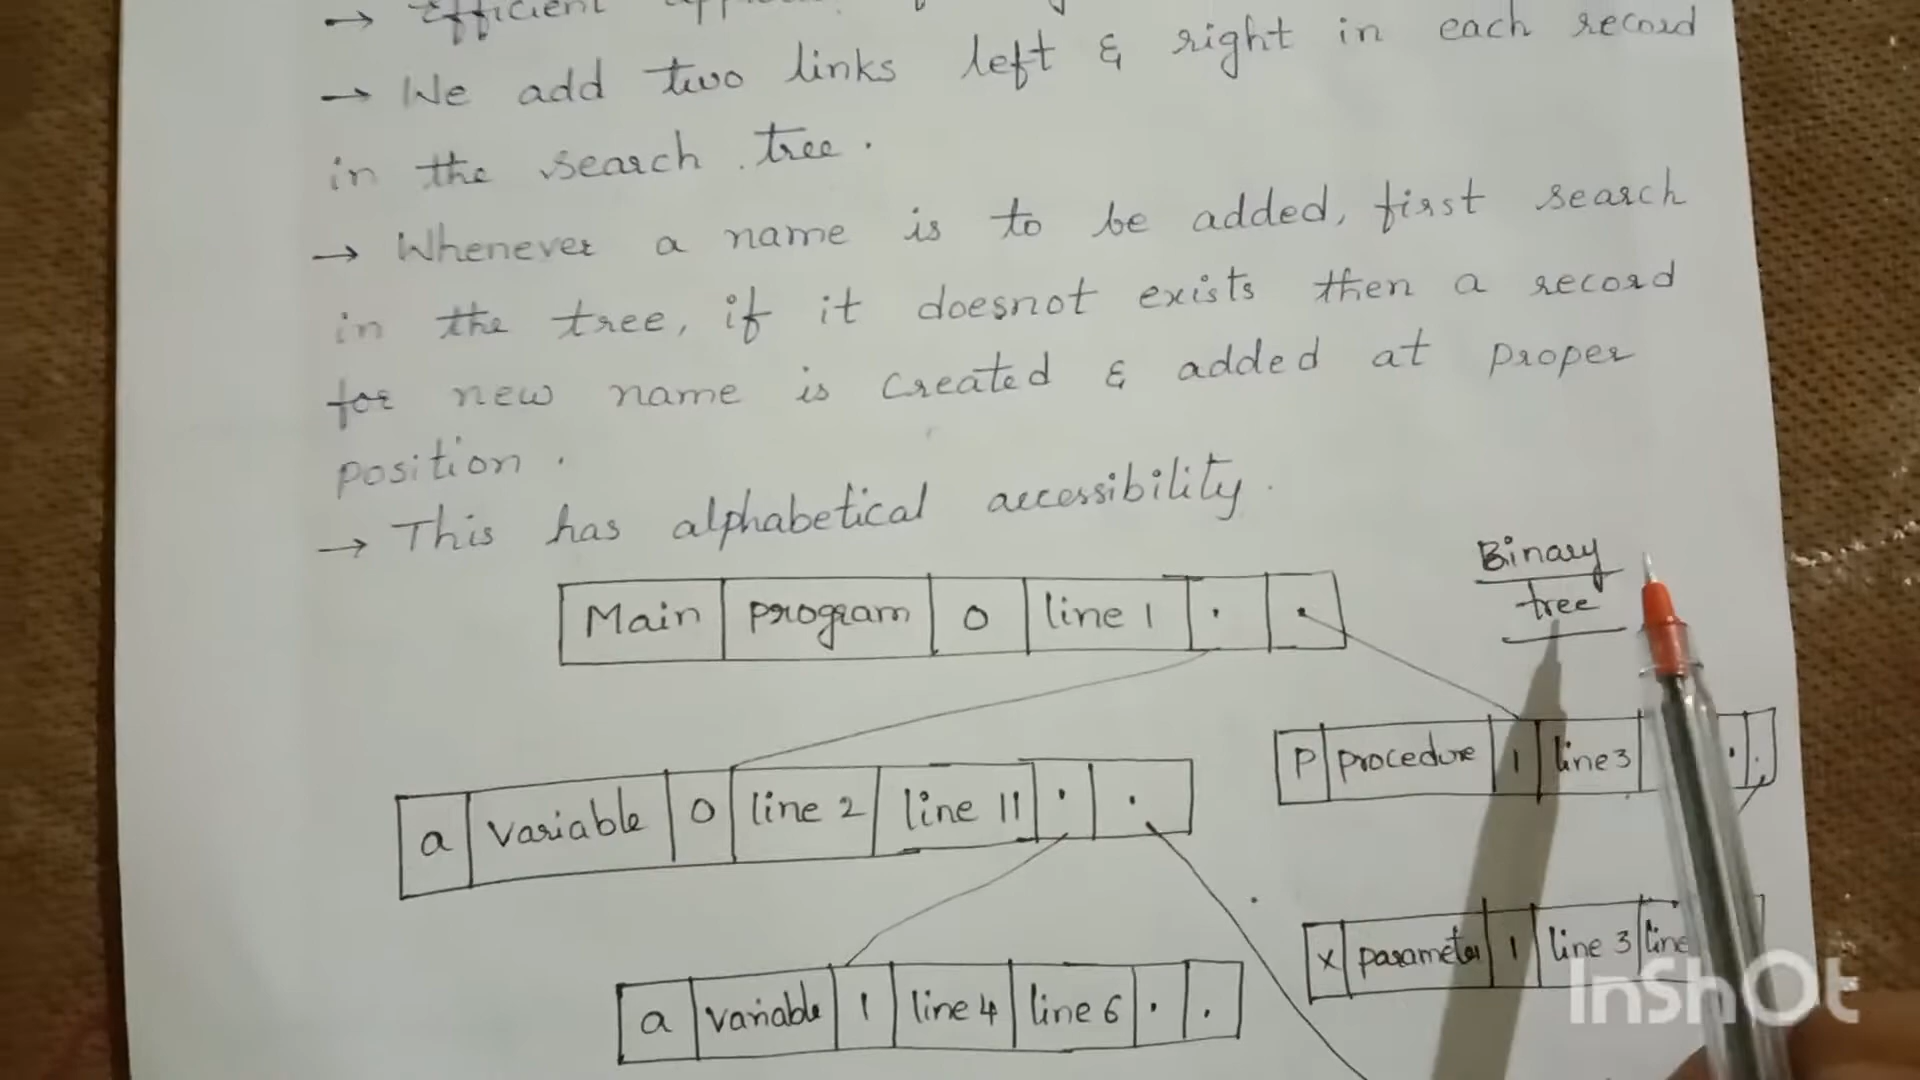 → Efficient
→ We add two links left & right in each record
in the search tree.
→ Whenever a name is to be added, first search
in the tree, if it doesnot exists then a record
for new name is created & added at proper
position.
→ This has alphabetical accessibility.
Binary
tree
Main program 0 line 1 . .
P procedure 1 line 3 . .
a variable 0 line 2 line 11 . .
x parameter 1 line 3 line
a variable 1 line 4 line 6 . .
InShOt